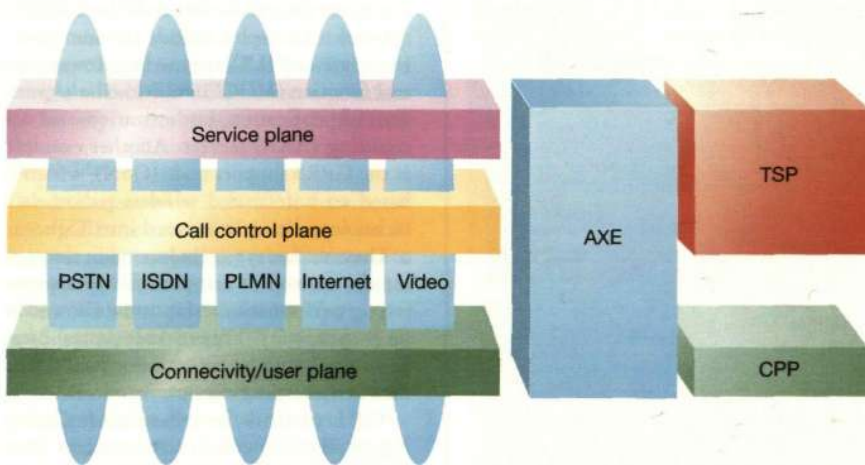 Service plane
Call control plane
PSTN ISDN PLMN Internet Video
Connecivity/user plane
AXE
TSP
CPP